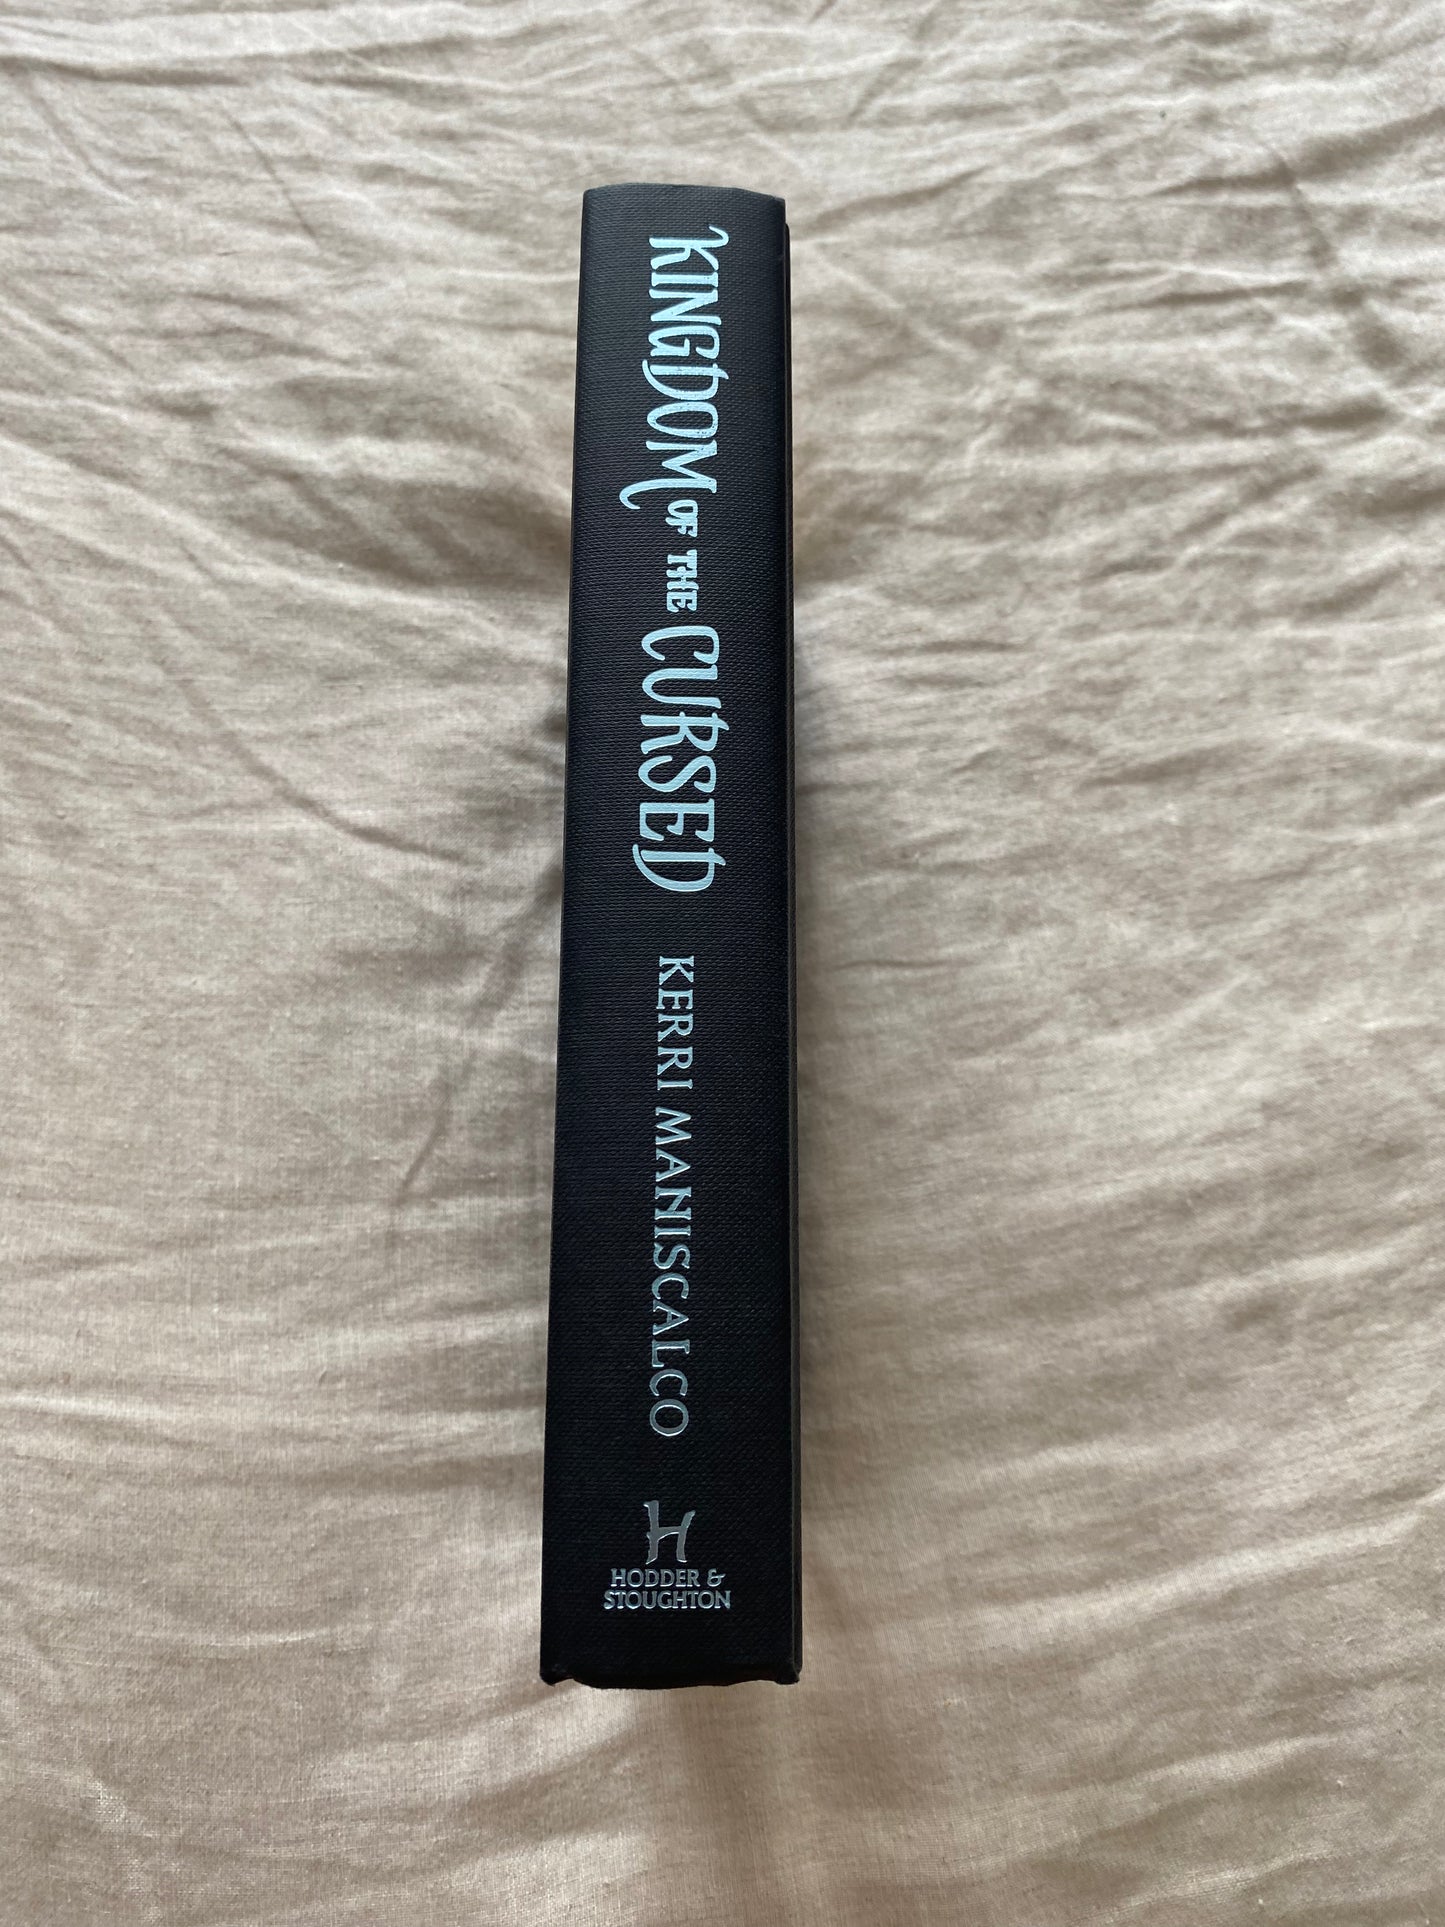 KINGDOM OF THE CURSED
KERRI MANISCALCO
H
HODDER &
STOUGHTON